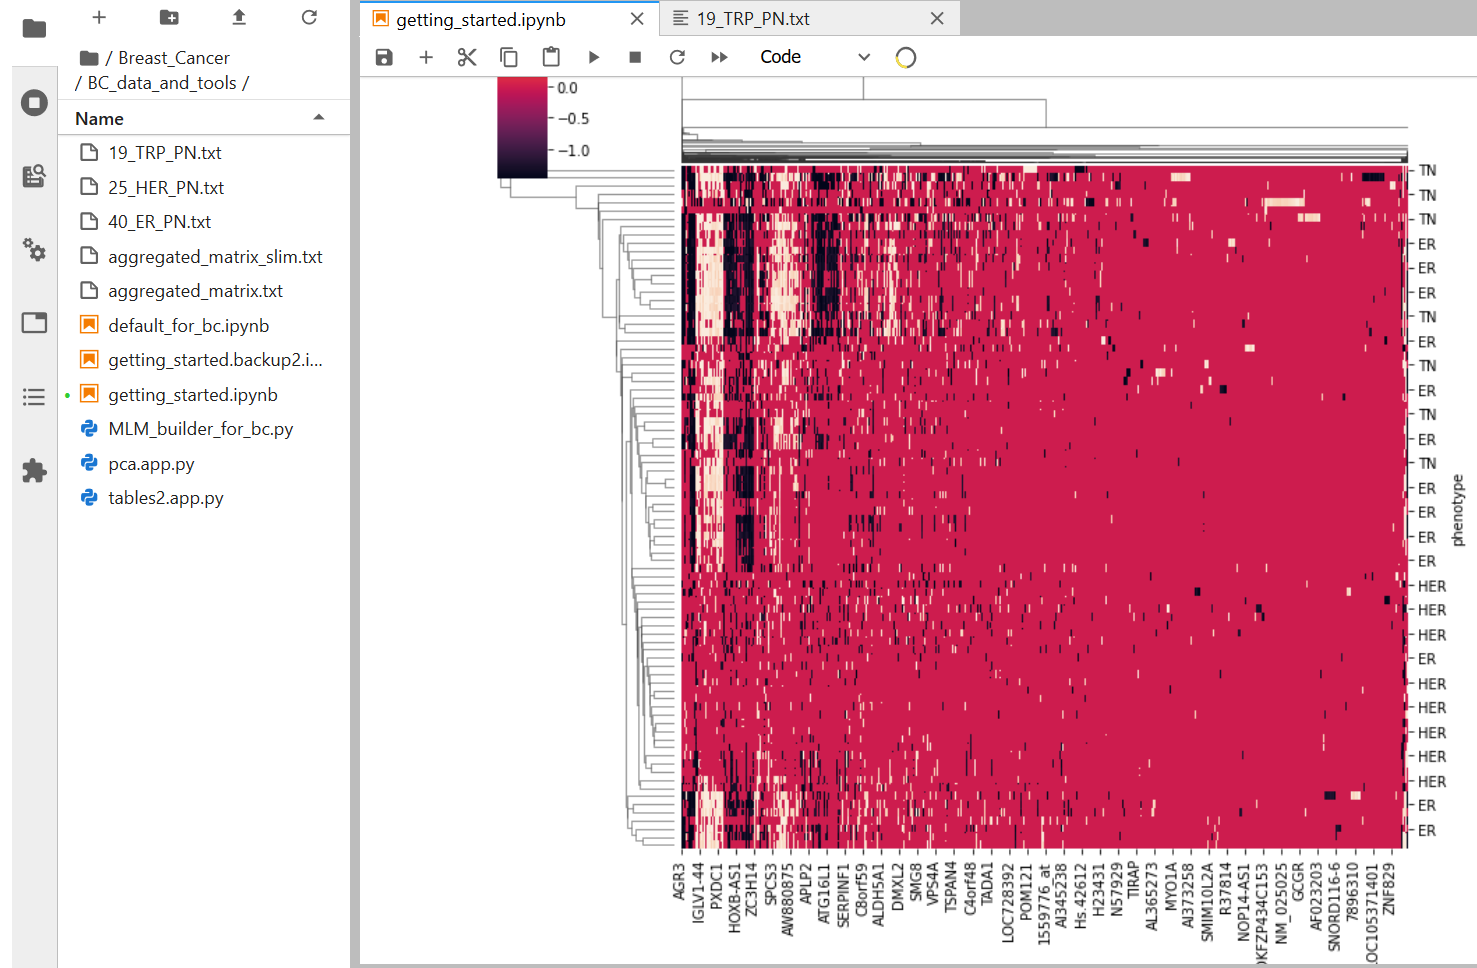 / Breast_Cancer
/ BC_data_and_tools /
Name
19_TRP_PN.txt
25_HER_PN.txt
40_ER_PN.txt
aggregated_matrix_slim.txt
aggregated_matrix.txt
default_for_bc.ipynb
getting_started.backup2.i...
getting_started.ipynb
MLM_builder_for_bc.py
pca.app.py
tables2.app.py
getting_started.ipynb
19_TRP_PN.txt
Code
0.0
−0.5
−1.0
TN
TN
TN
ER
ER
ER
TN
ER
TN
ER
TN
ER
TN
ER
ER
ER
ER
HER
HER
HER
ER
HER
HER
HER
HER
HER
ER
ER
phenotype
AGR3
IGLV1-44
PXDC1
HOXB-AS1
ZC3H14
SPCS3
AW880875
APLP2
ATG16L1
SERPINF1
C8orf59
ALDH5A1
DMXL2
SMG8
VPS4A
TSPAN4
C4orf48
TADA1
LOC728392
POM121
1559776_at
AI345238
Hs.42612
H23431
N57929
TIRAP
AL365273
MYO1A
AI373258
SMIM10L2A
R37814
NOP14-AS1
DKFZP434C153
NM_025025
GCGR
AF023203
SNORD116-6
7896310
LOC105371401
ZNF829